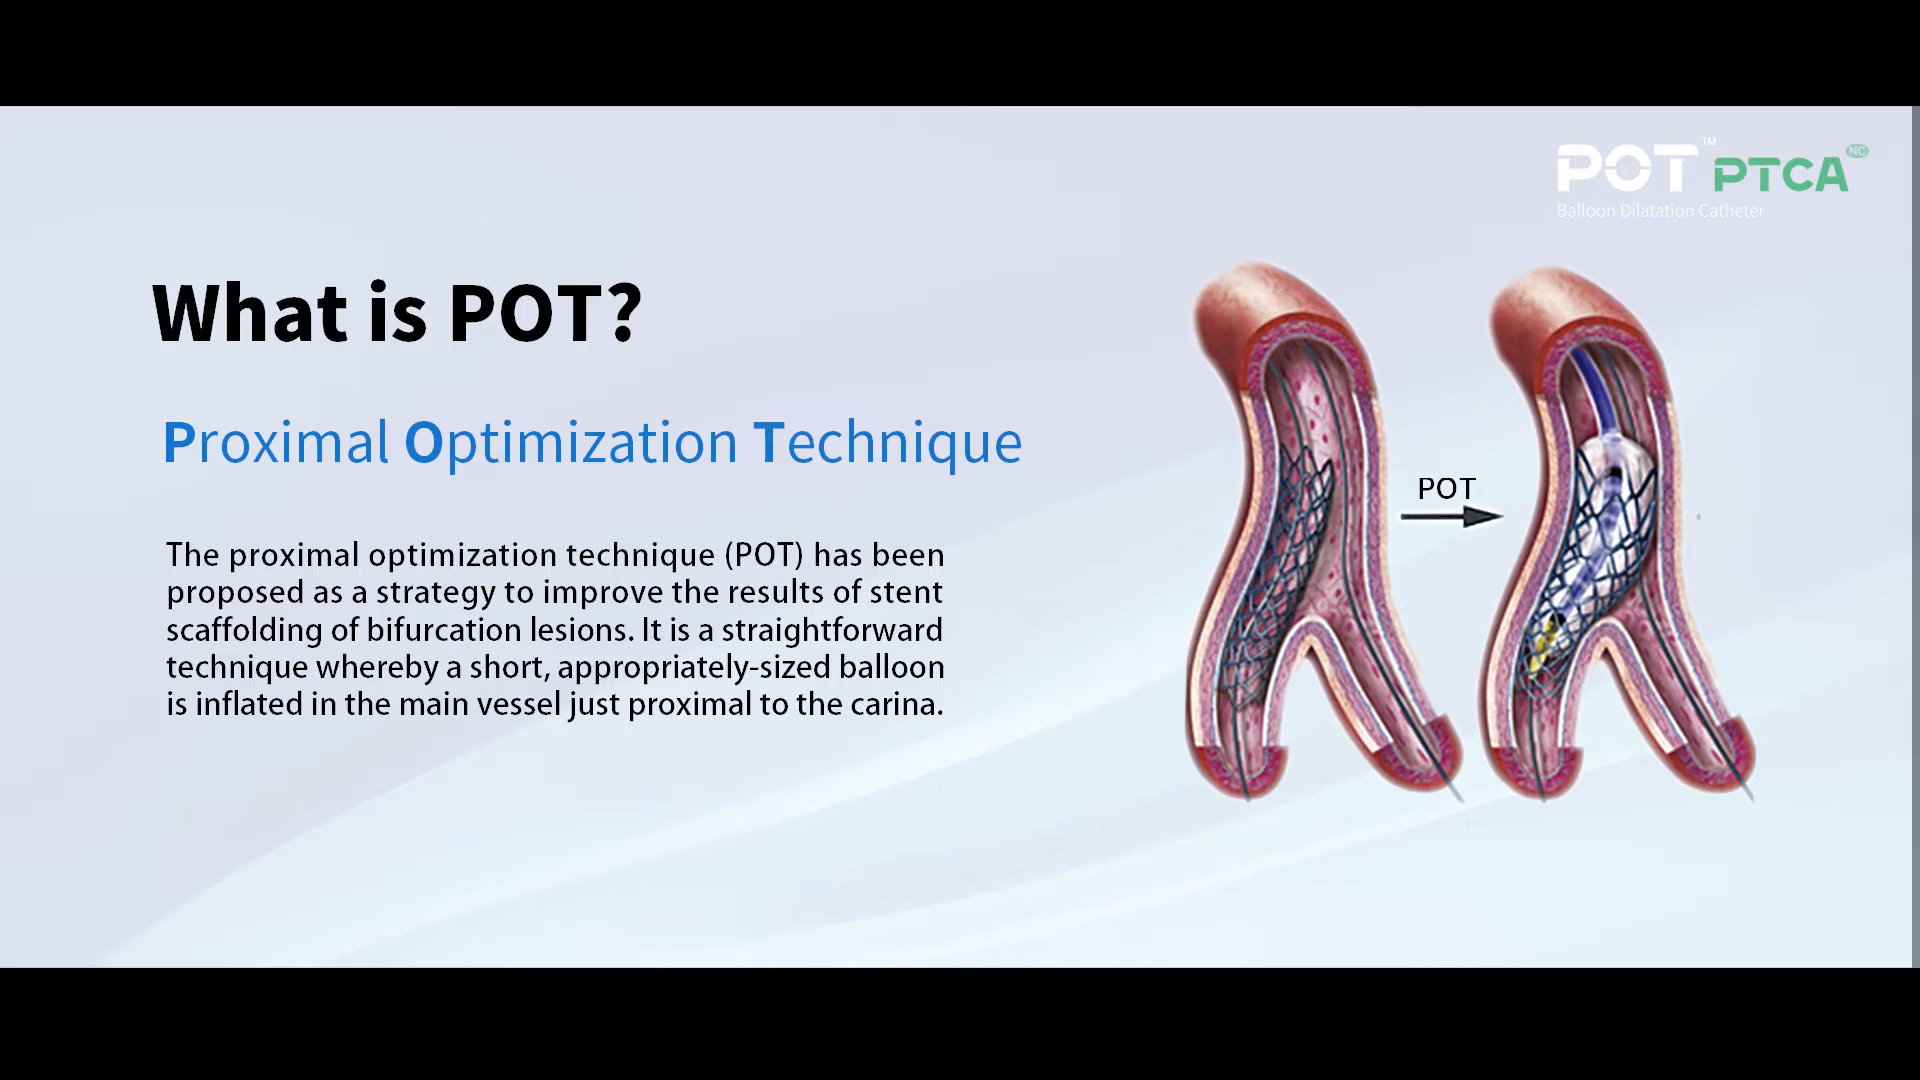 POT™ PTCA NC
Balloon Dilatation Catheter
What is POT?
Proximal Optimization Technique
The proximal optimization technique (POT) has been
proposed as a strategy to improve the results of stent
scaffolding of bifurcation lesions. It is a straightforward
technique whereby a short, appropriately-sized balloon
is inflated in the main vessel just proximal to the carina.
POT